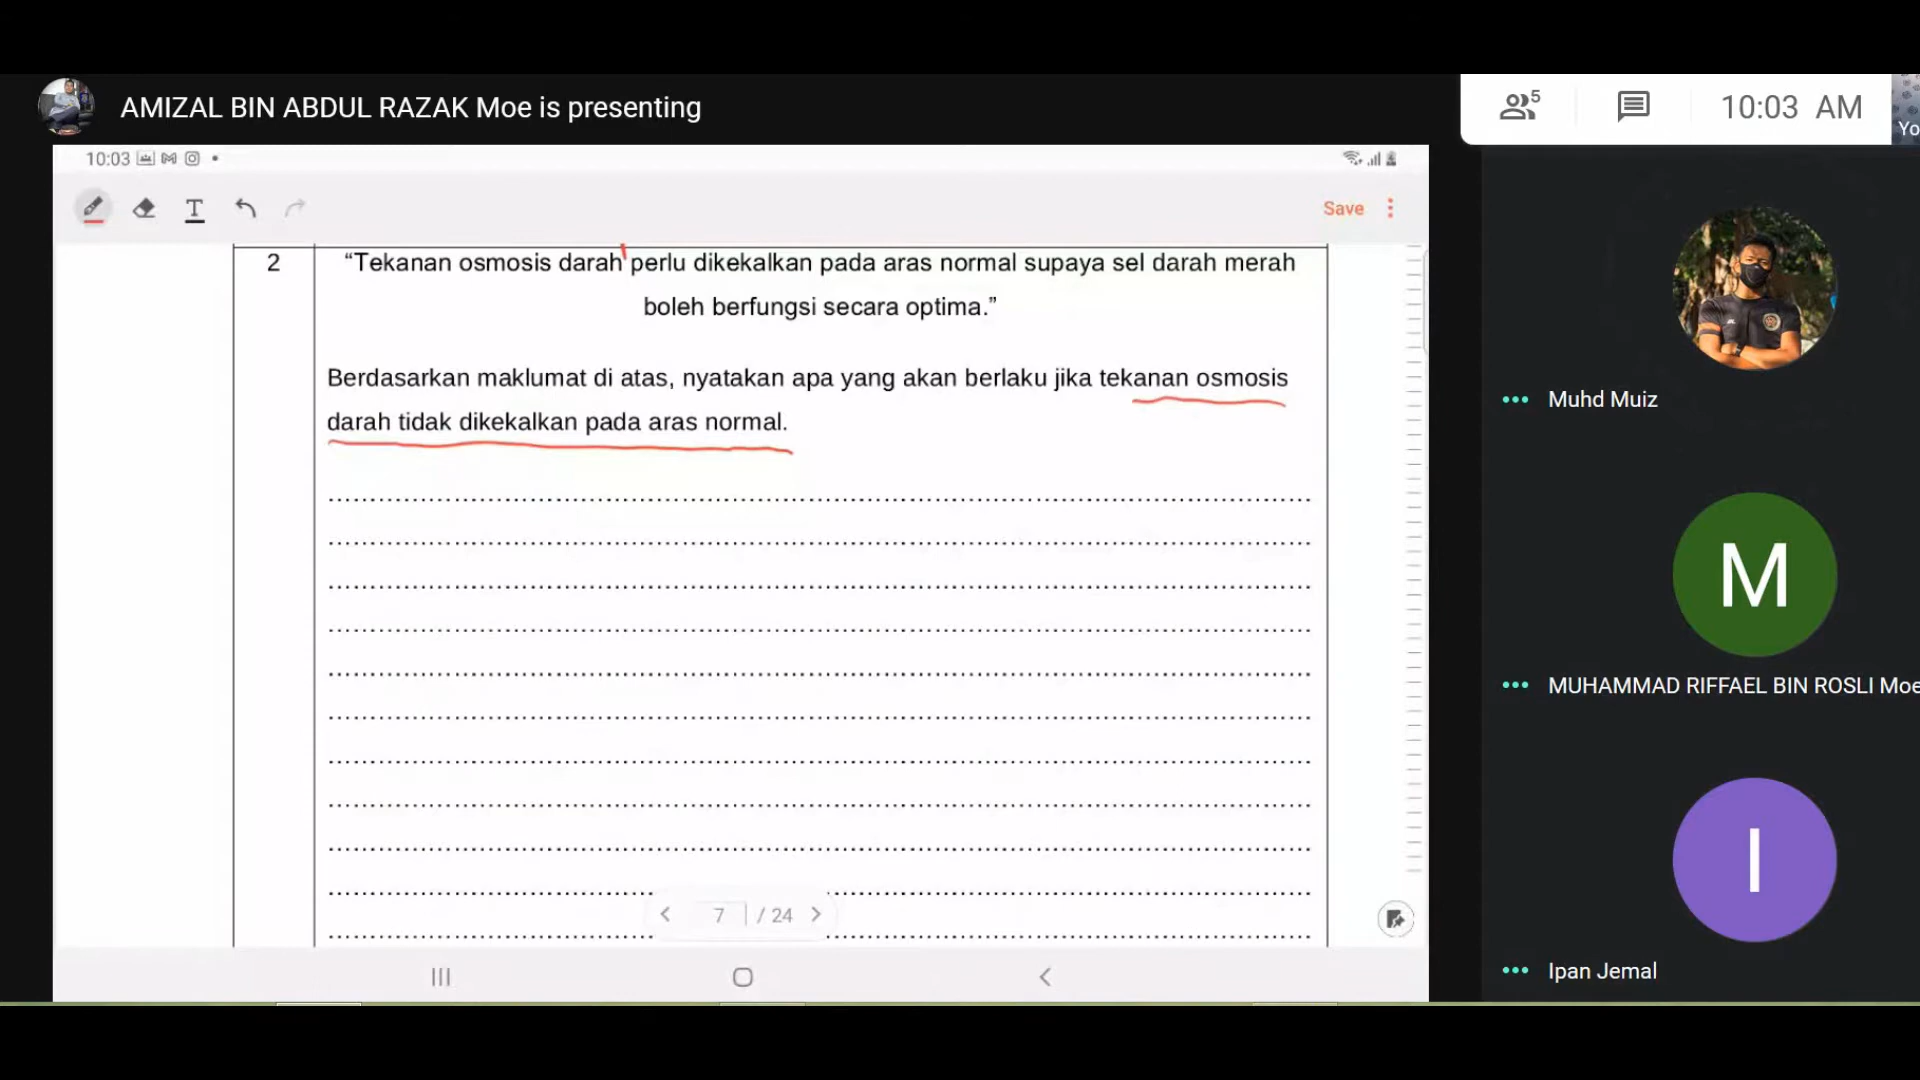 AMIZAL BIN ABDUL RAZAK Moe is presenting
5
10:03 AM
Yo
10:03
T
Save
2
“Tekanan osmosis darah perlu dikekalkan pada aras normal supaya sel darah merah
boleh berfungsi secara optima.”
Berdasarkan maklumat di atas, nyatakan apa yang akan berlaku jika tekanan osmosis
darah tidak dikekalkan pada aras normal.
7 / 24
Muhd Muiz
M
MUHAMMAD RIFFAEL BIN ROSLI Moe
I
Ipan Jemal